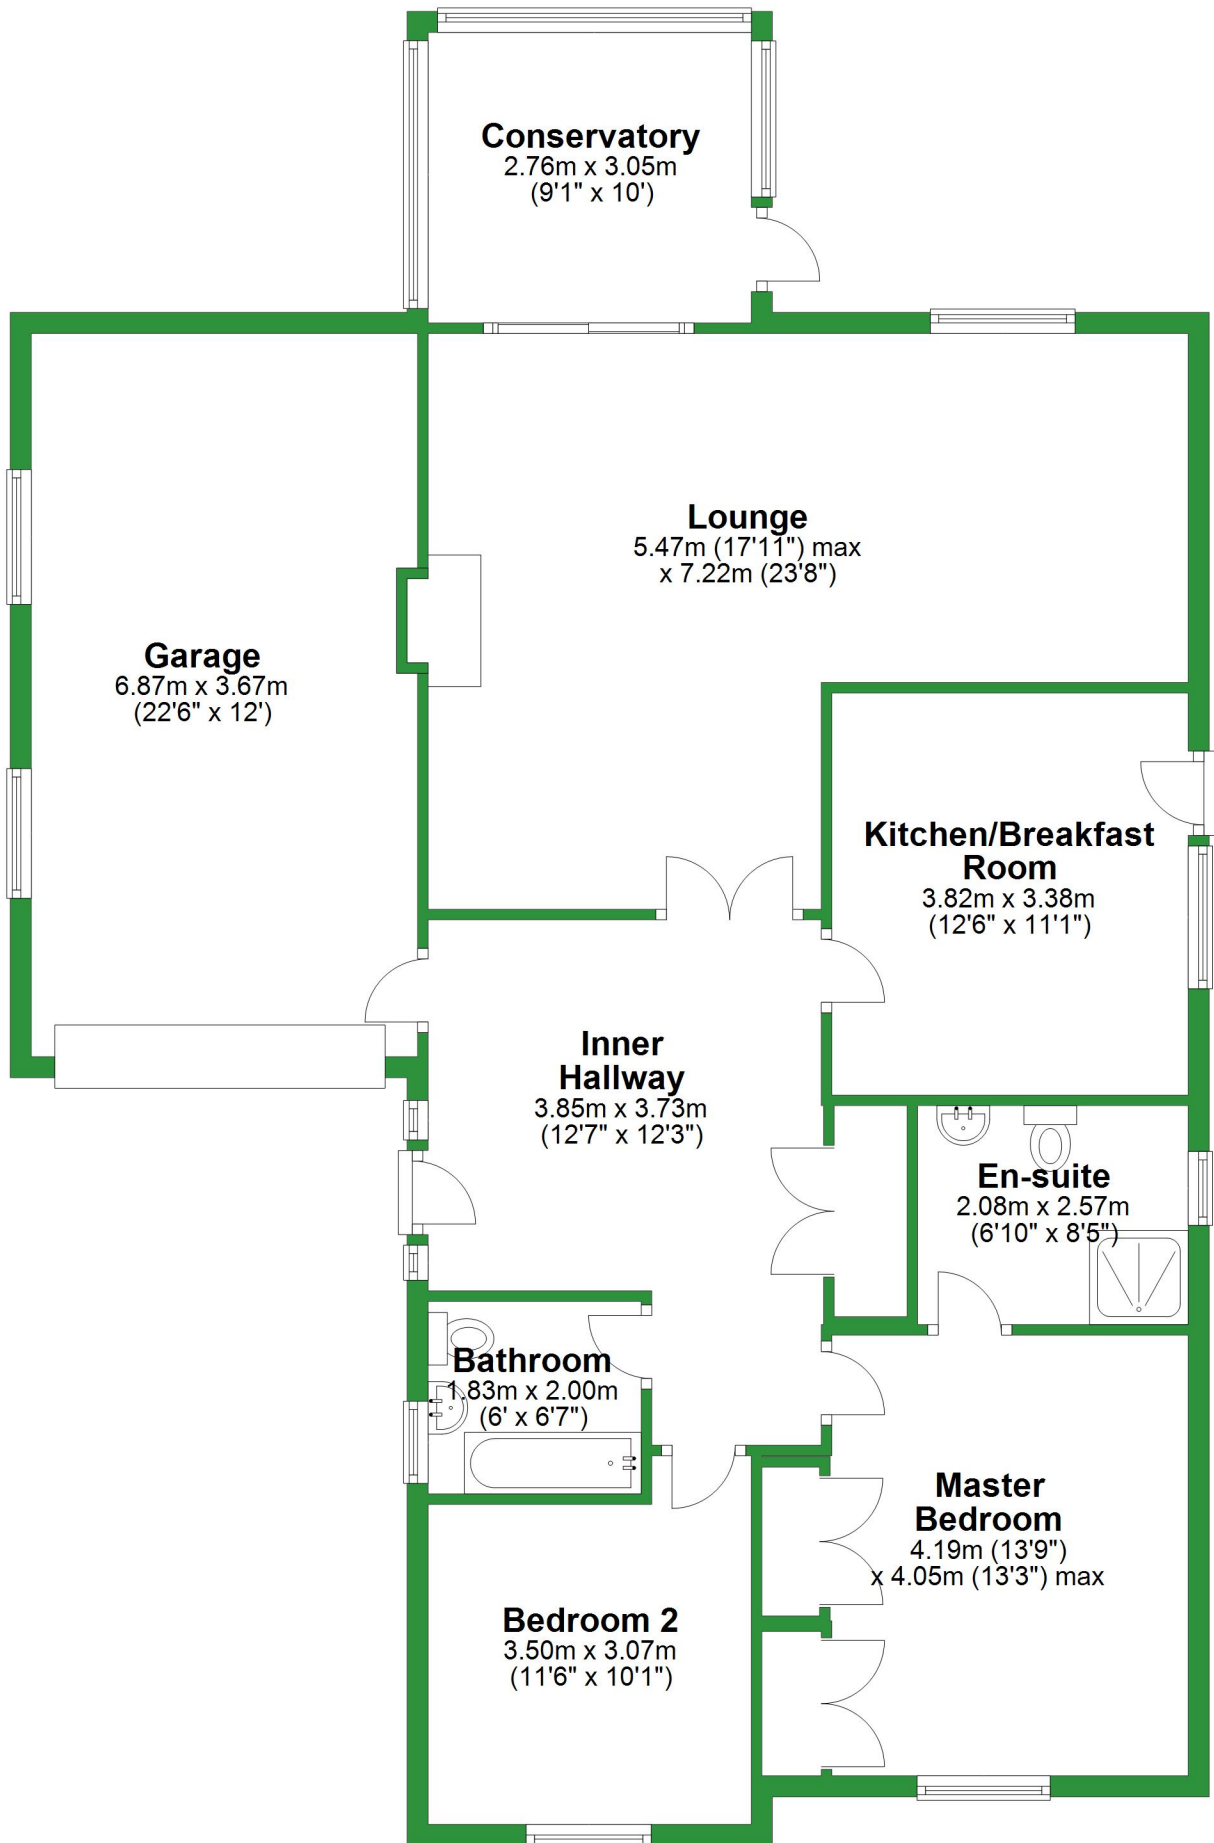 Conservatory
2.76m x 3.05m
(9'1" x 10')
Lounge
5.47m (17'11") max
x 7.22m (23'8")
Garage
6.87m x 3.67m
(22'6" x 12')
Kitchen/Breakfast
Room
3.82m x 3.38m
(12'6" x 11'1")
Inner
Hallway
3.85m x 3.73m
(12'7" x 12'3")
En-suite
2.08m x 2.57m
(6'10" x 8'5")
Bathroom
1.83m x 2.00m
(6' x 6'7")
Master
Bedroom
4.19m (13'9")
x 4.05m (13'3") max
Bedroom 2
3.50m x 3.07m
(11'6" x 10'1")